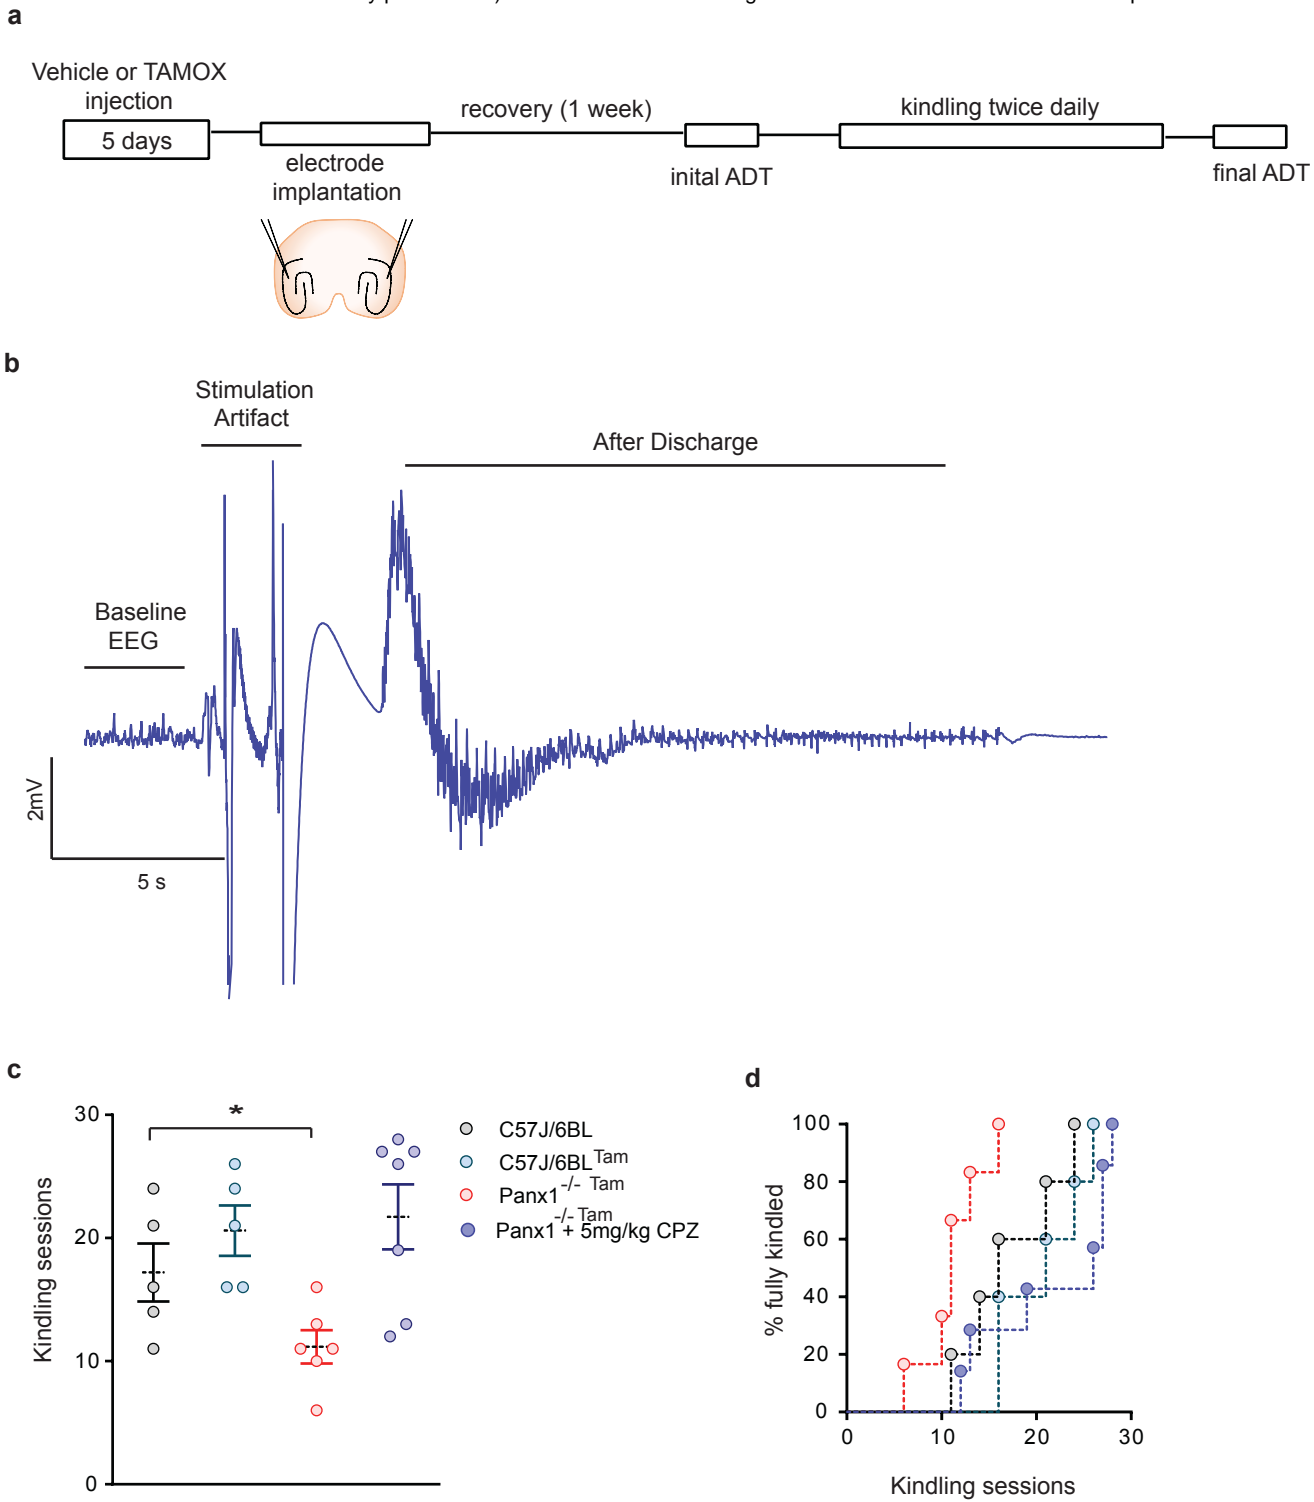 a
Vehicle or TAMOX
injection
5 days
electrode
implantation
recovery (1 week)
inital ADT
kindling twice daily
final ADT
b
Stimulation
Artifact
After Discharge
Baseline
EEG
2mV
5 s
c
*
Kindling sessions
30
20
10
0
C57J/6BL
C57J/6BL Tam
Panx1 -/- Tam
Panx1 -/- Tam + 5mg/kg CPZ
d
% fully kindled
100
80
60
40
20
0
0 10 20 30
Kindling sessions